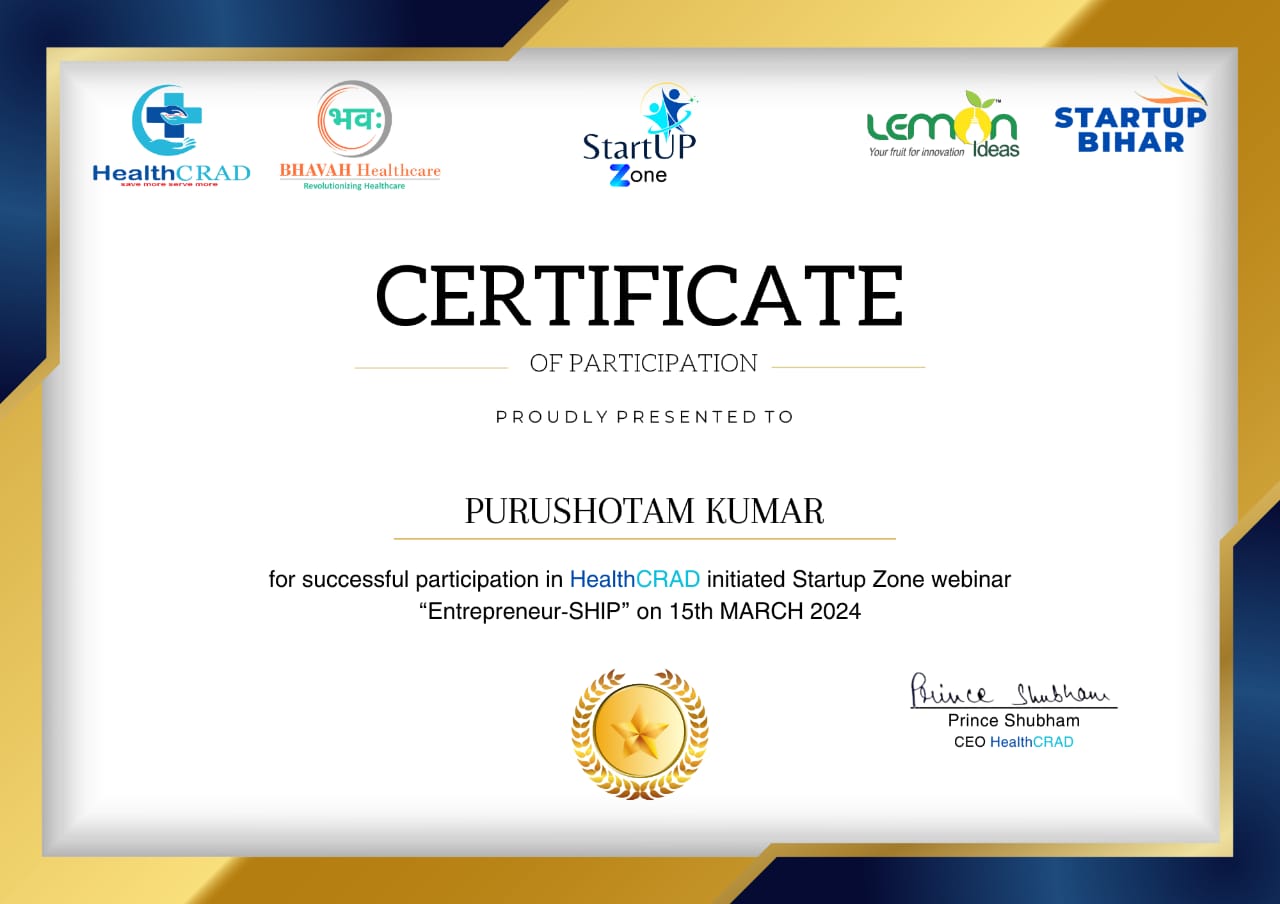 HealthCRAD
save more serve more
भवः
BHAVAH Healthcare
Revolutionizing Healthcare
StartUP
Zone
LEMON™
Your fruit for innovation Ideas
STARTUP
BIHAR
CERTIFICATE
OF PARTICIPATION
PROUDLY PRESENTED TO
PURUSHOTAM KUMAR
for successful participation in HealthCRAD initiated Startup Zone webinar
“Entrepreneur-SHIP” on 15th MARCH 2024
Prince Shubham
Prince Shubham
CEO HealthCRAD